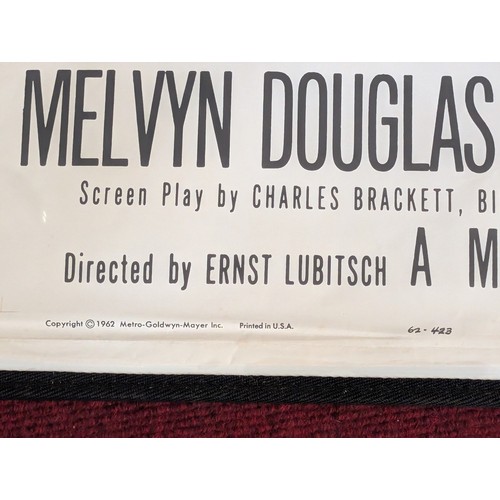 MELVYN DOUGLAS
Screen Play by CHARLES BRACKETT, BI
Directed by ERNST LUBITSCH A M
Copyright © 1962 Metro-Goldwyn-Mayer Inc. Printed in U.S.A. 62-423